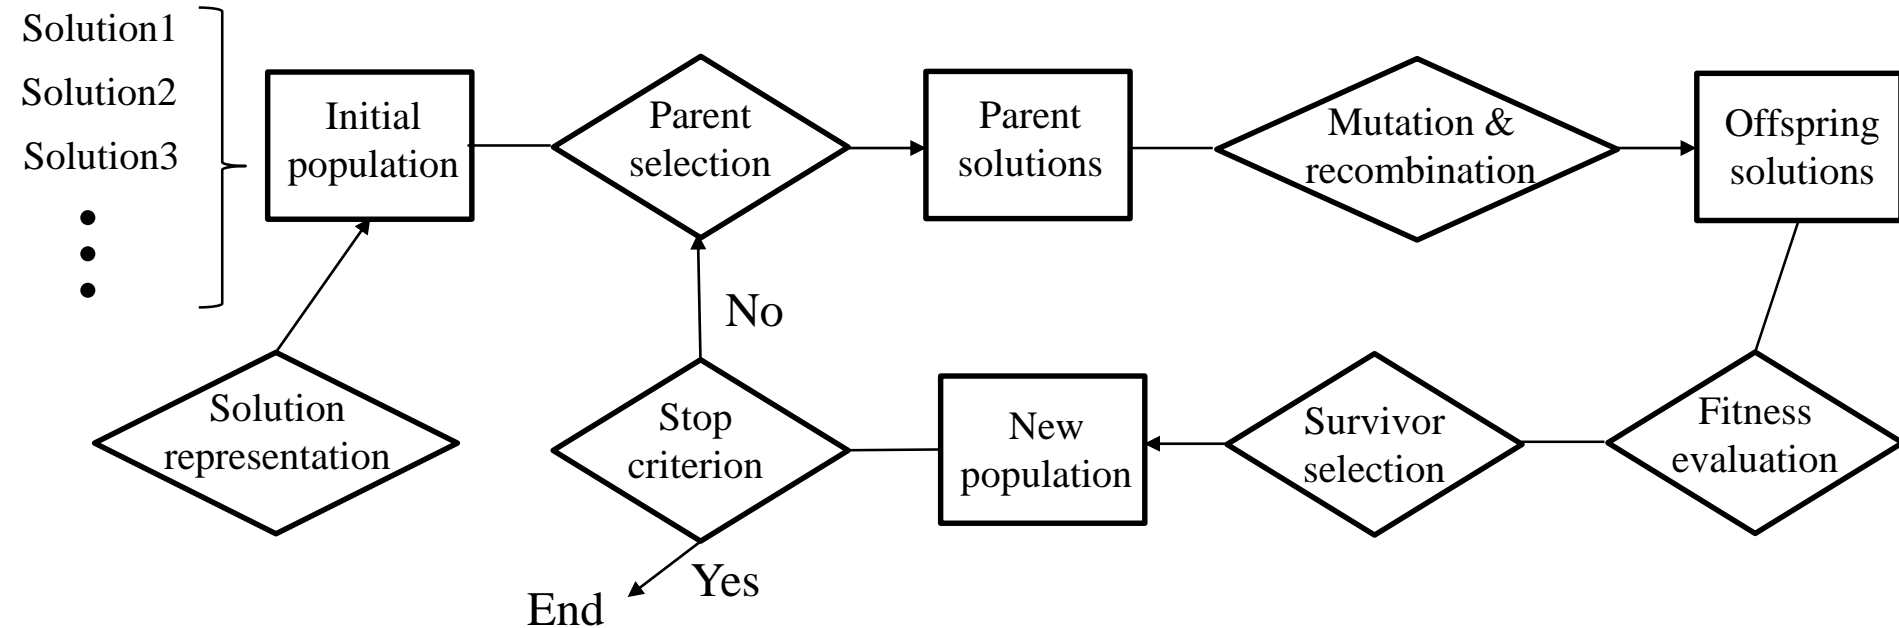 Solution1
Solution2
Solution3
Initial
population
Parent
selection
Parent
solutions
Mutation &
recombination
Offspring
solutions
No
Solution
representation
Stop
criterion
New
population
Survivor
selection
Fitness
evaluation
Yes
End